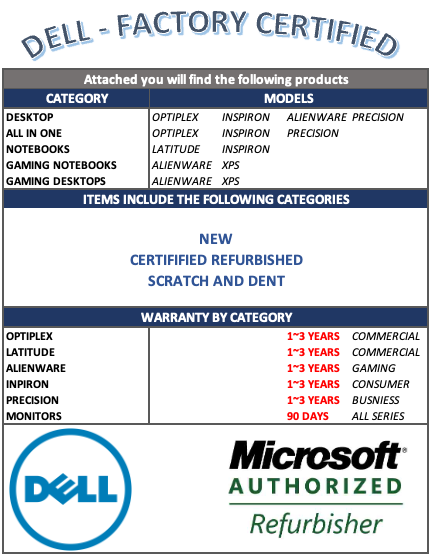 DELL - FACTORY CERTIFIED
Attached you will find the following products
CATEGORY MODELS
DESKTOP OPTIPLEX INSPIRON ALIENWARE PRECISION
ALL IN ONE OPTIPLEX INSPIRON PRECISION
NOTEBOOKS LATITUDE INSPIRON
GAMING NOTEBOOKS ALIENWARE XPS
GAMING DESKTOPS ALIENWARE XPS
ITEMS INCLUDE THE FOLLOWING CATEGORIES
NEW
CERTIFIFIED REFURBISHED
SCRATCH AND DENT
WARRANTY BY CATEGORY
OPTIPLEX 1~3 YEARS COMMERCIAL
LATITUDE 1~3 YEARS COMMERCIAL
ALIENWARE 1~3 YEARS GAMING
INPIRON 1~3 YEARS CONSUMER
PRECISION 1~3 YEARS BUSNIESS
MONITORS 90 DAYS ALL SERIES
DELL
Microsoft®
AUTHORIZED
Refurbisher